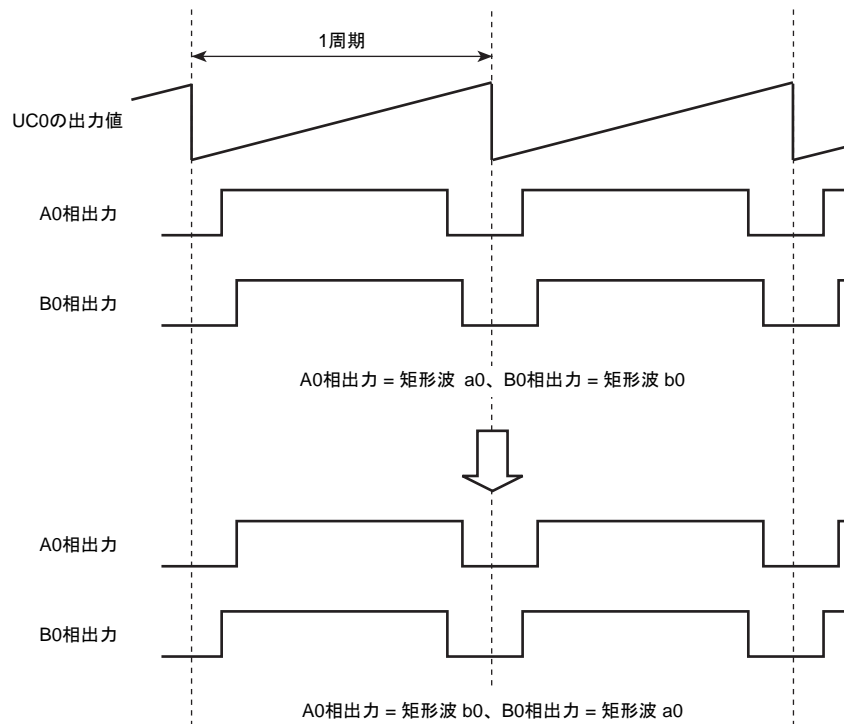 1周期
UC0の出力値
A0相出力
B0相出力
A0相出力 = 矩形波 a0、B0相出力 = 矩形波 b0
A0相出力
B0相出力
A0相出力 = 矩形波 b0、B0相出力 = 矩形波 a0